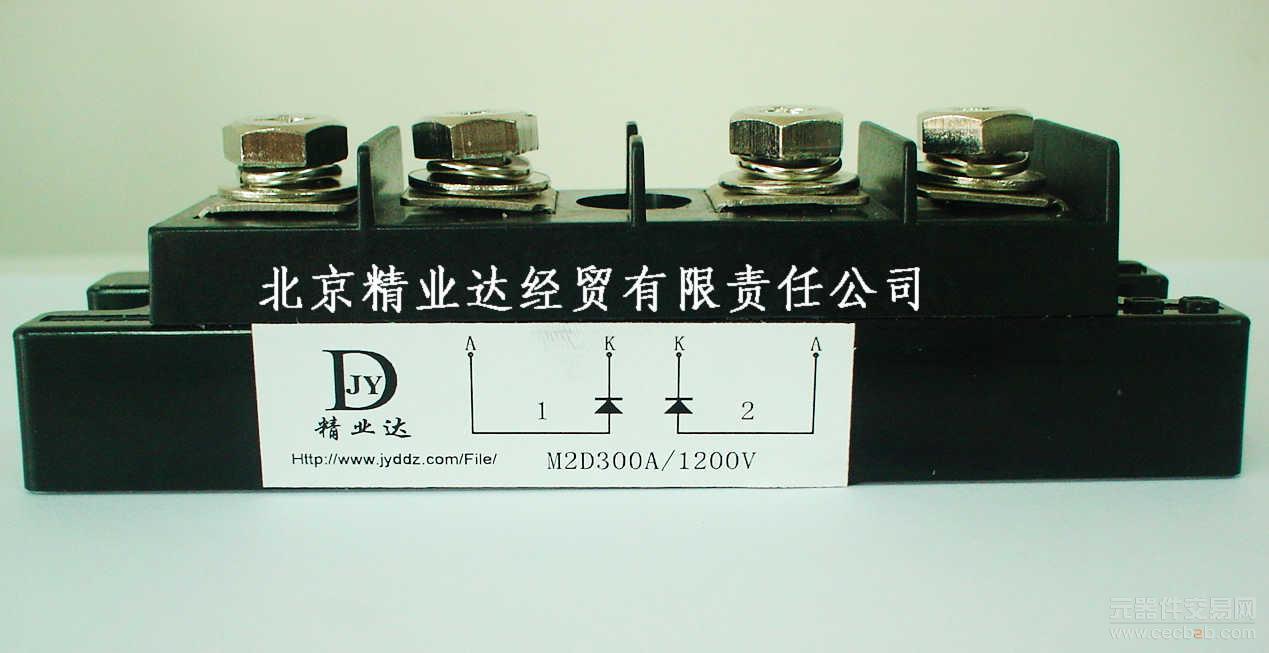 北京精业达经贸有限责任公司
A K K A
DJY
1 2
精业达
Http://www.jyddz.com/File/
M2D300A/1200V
元器件交易网
www.cecb2b.com